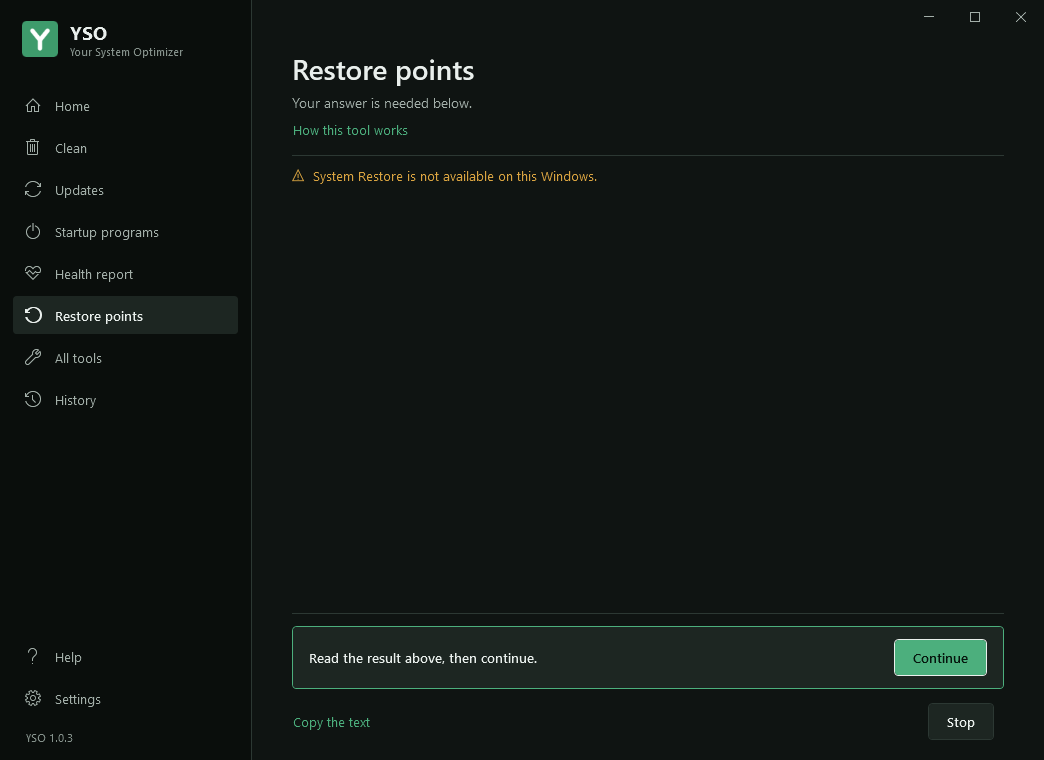 YSO
Your System Optimizer
Home
Clean
Updates
Startup programs
Health report
Restore points
All tools
History
Help
Settings
YSO 1.0.3
Restore points
Your answer is needed below.
How this tool works
System Restore is not available on this Windows.
Read the result above, then continue.
Continue
Copy the text
Stop